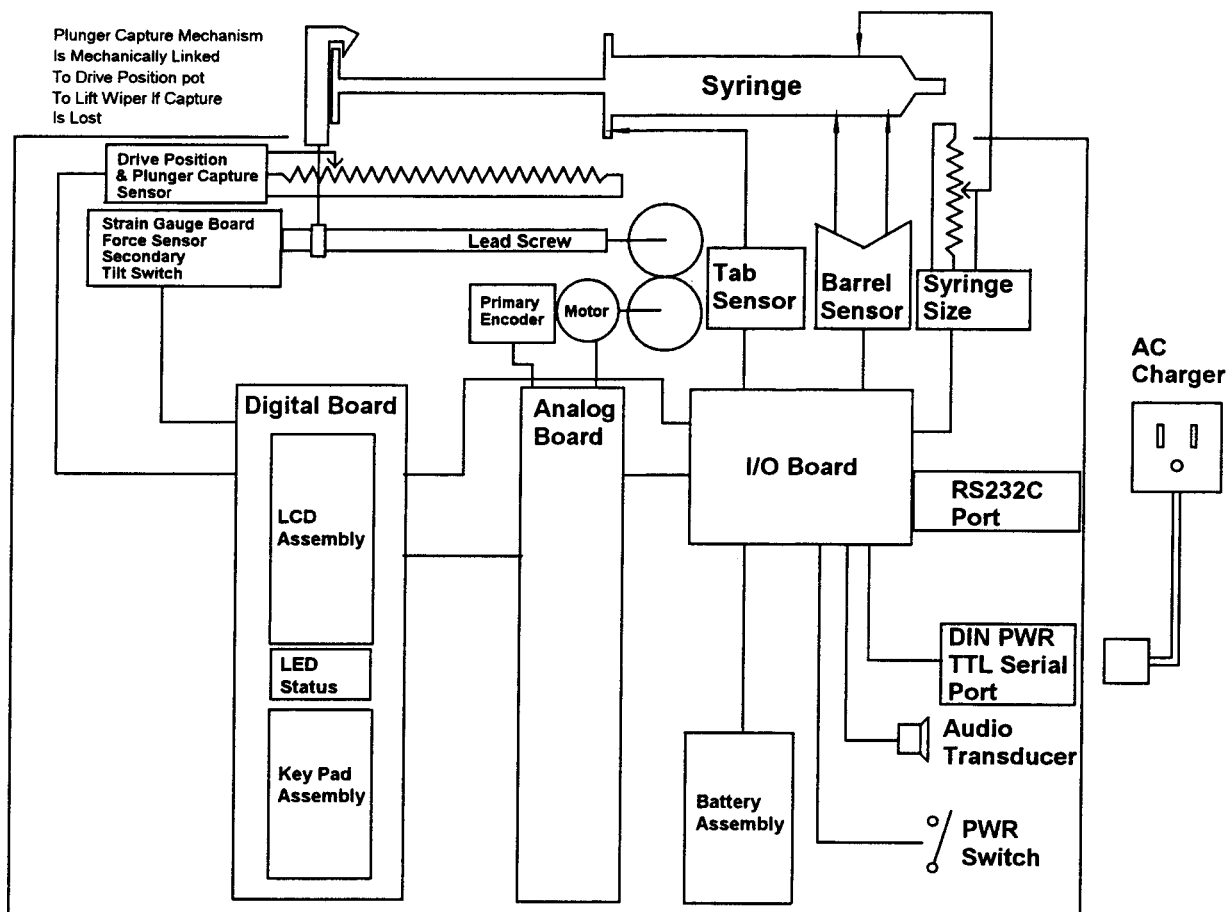 Plunger Capture Mechanism
Is Mechanically Linked
To Drive Position pot
To Lift Wiper If Capture
Is Lost
Syringe
Drive Position
& Plunger Capture
Sensor
Strain Gauge Board
Force Sensor
Secondary
Tilt Switch
Lead Screw
Tab
Sensor
Barrel
Sensor
Syringe
Size
Primary
Encoder
Motor
AC
Charger
Digital Board
Analog
Board
I/O Board
RS232C
Port
LCD
Assembly
LED
Status
Key Pad
Assembly
Battery
Assembly
DIN PWR
TTL Serial
Port
Audio
Transducer
PWR
Switch